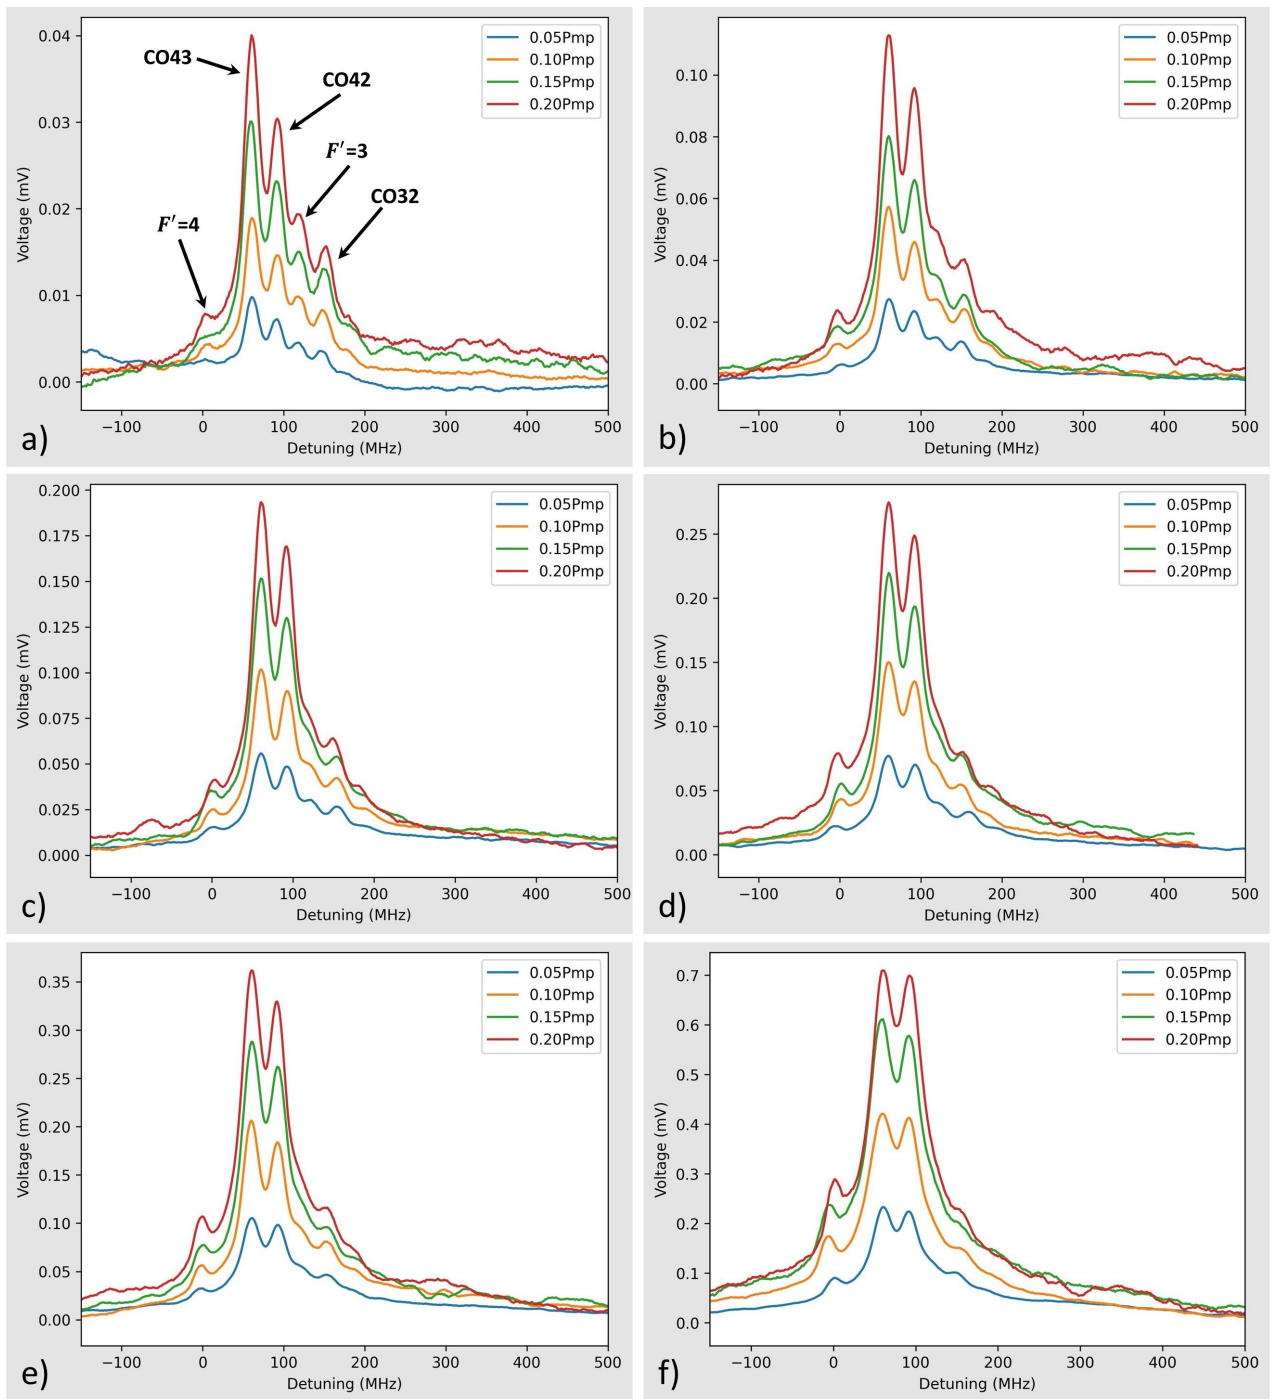 0.04
0.03
0.02
0.01
0.00
Voltage (mV)
CO43
CO42
F'=3
CO32
F'=4
0.05Pmp
0.10Pmp
0.15Pmp
0.20Pmp
−100 0 100 200 300 400 500
Detuning (MHz)
a)
0.10
0.08
0.06
0.04
0.02
0.00
Voltage (mV)
0.05Pmp
0.10Pmp
0.15Pmp
0.20Pmp
−100 0 100 200 300 400 500
Detuning (MHz)
b)
0.200
0.175
0.150
0.125
0.100
0.075
0.050
0.025
0.000
Voltage (mV)
0.05Pmp
0.10Pmp
0.15Pmp
0.20Pmp
−100 0 100 200 300 400 500
Detuning (MHz)
c)
0.25
0.20
0.15
0.10
0.05
0.00
Voltage (mV)
0.05Pmp
0.10Pmp
0.15Pmp
0.20Pmp
−100 0 100 200 300 400 500
Detuning (MHz)
d)
0.35
0.30
0.25
0.20
0.15
0.10
0.05
0.00
Voltage (mV)
0.05Pmp
0.10Pmp
0.15Pmp
0.20Pmp
−100 0 100 200 300 400 500
Detuning (MHz)
e)
0.7
0.6
0.5
0.4
0.3
0.2
0.1
0.0
Voltage (mV)
0.05Pmp
0.10Pmp
0.15Pmp
0.20Pmp
−100 0 100 200 300 400 500
Detuning (MHz)
f)